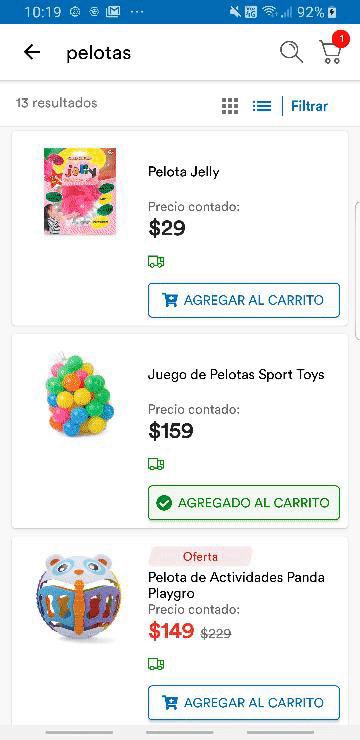 10:19 92%
pelotas
1
13 resultados
Filtrar
Jelly
Pelota Jelly
Precio contado:
$29
AGREGAR AL CARRITO
Juego de Pelotas Sport Toys
Precio contado:
$159
AGREGADO AL CARRITO
Oferta
Pelota de Actividades Panda
Playgro
Precio contado:
$149 $229
AGREGAR AL CARRITO